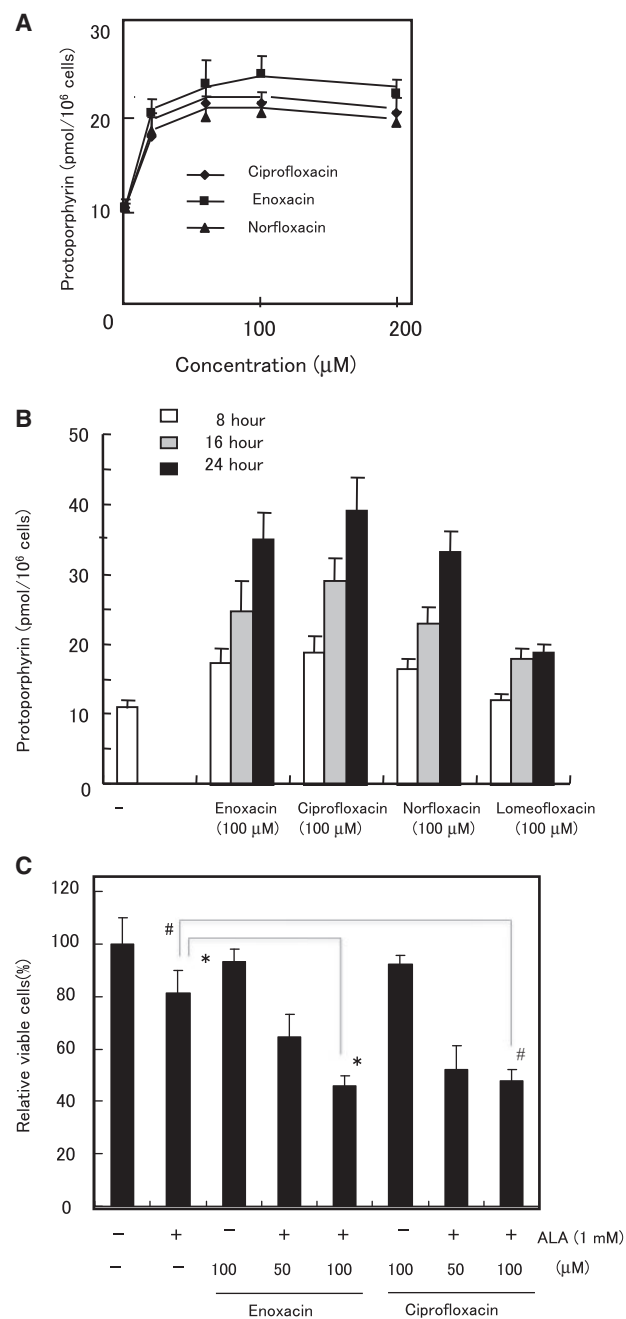 A
Protoporphyrin (pmol/10⁶ cells)
30
20
10
0
100
200
Ciprofloxacin
Enoxacin
Norfloxacin
Concentration (μM)
B
Protoporphyrin (pmol/10⁶ cells)
8 hour
16 hour
24 hour
50
40
30
20
10
0
– Enoxacin Ciprofloxacin Norfloxacin Lomeofloxacin
(100 μM) (100 μM) (100 μM) (100 μM)
C
Relative viable cells(%)
120
100
80
60
40
20
0
# * * #
– + – + + – + + ALA (1 mM)
– – 100 50 100 100 50 100 (μM)
Enoxacin Ciprofloxacin